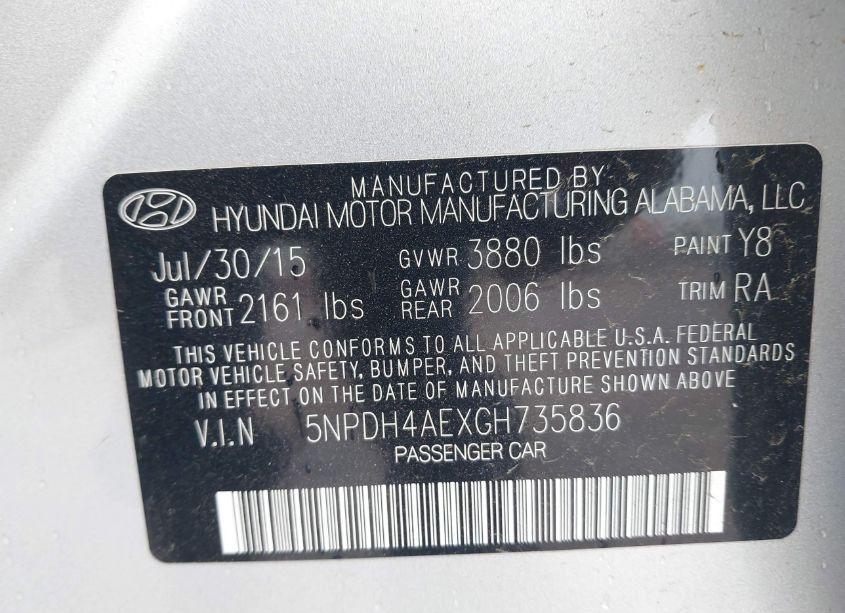 MANUFACTURED BY
HYUNDAI MOTOR MANUFACTURING ALABAMA, LLC
Jul/30/15 GVWR 3880 lbs PAINT Y8
GAWR FRONT 2161 lbs GAWR REAR 2006 lbs TRIM RA
THIS VEHICLE CONFORMS TO ALL APPLICABLE U.S.A. FEDERAL
MOTOR VEHICLE SAFETY, BUMPER, AND THEFT PREVENTION STANDARDS
IN EFFECT ON THE DATE OF MANUFACTURE SHOWN ABOVE
V.I.N 5NPDH4AEXGH735836
PASSENGER CAR